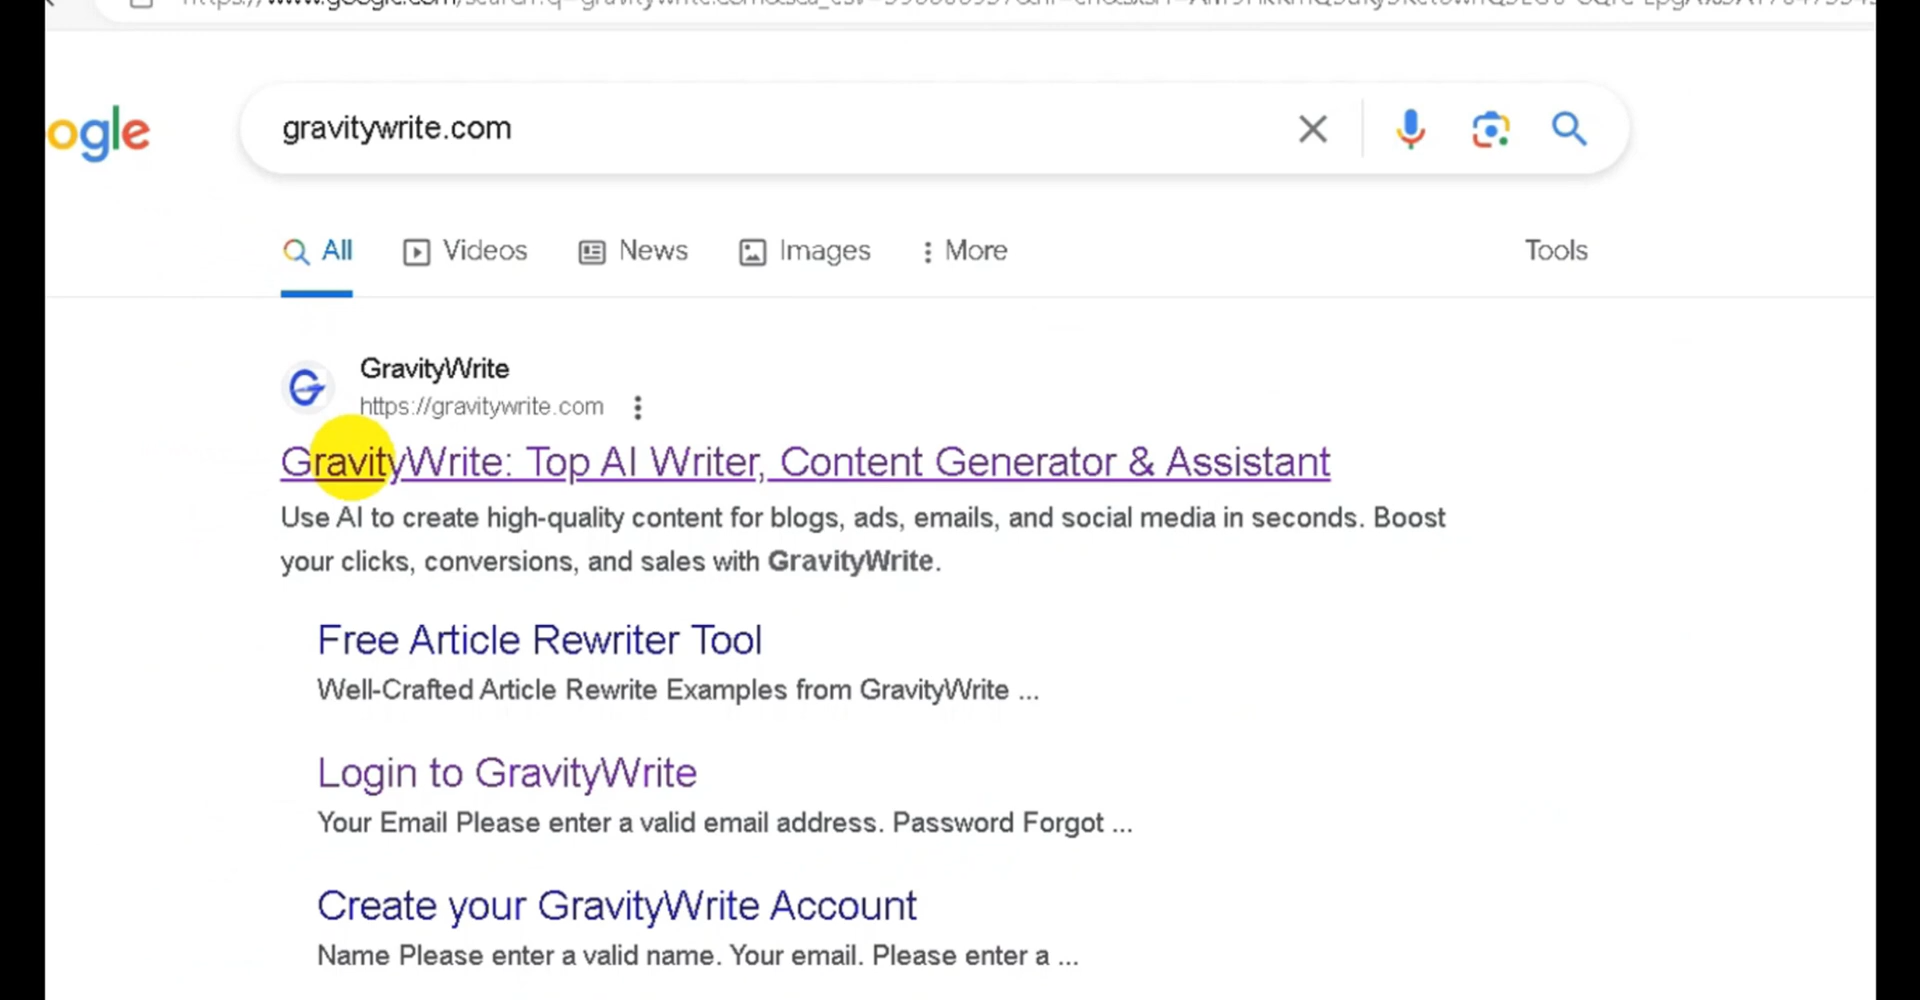 ogle
gravitywrite.com
All Videos News Images More Tools
GravityWrite
https://gravitywrite.com
GravityWrite: Top AI Writer, Content Generator & Assistant
Use AI to create high-quality content for blogs, ads, emails, and social media in seconds. Boost
your clicks, conversions, and sales with GravityWrite.
Free Article Rewriter Tool
Well-Crafted Article Rewrite Examples from GravityWrite ...
Login to GravityWrite
Your Email Please enter a valid email address. Password Forgot ...
Create your GravityWrite Account
Name Please enter a valid name. Your email. Please enter a ...